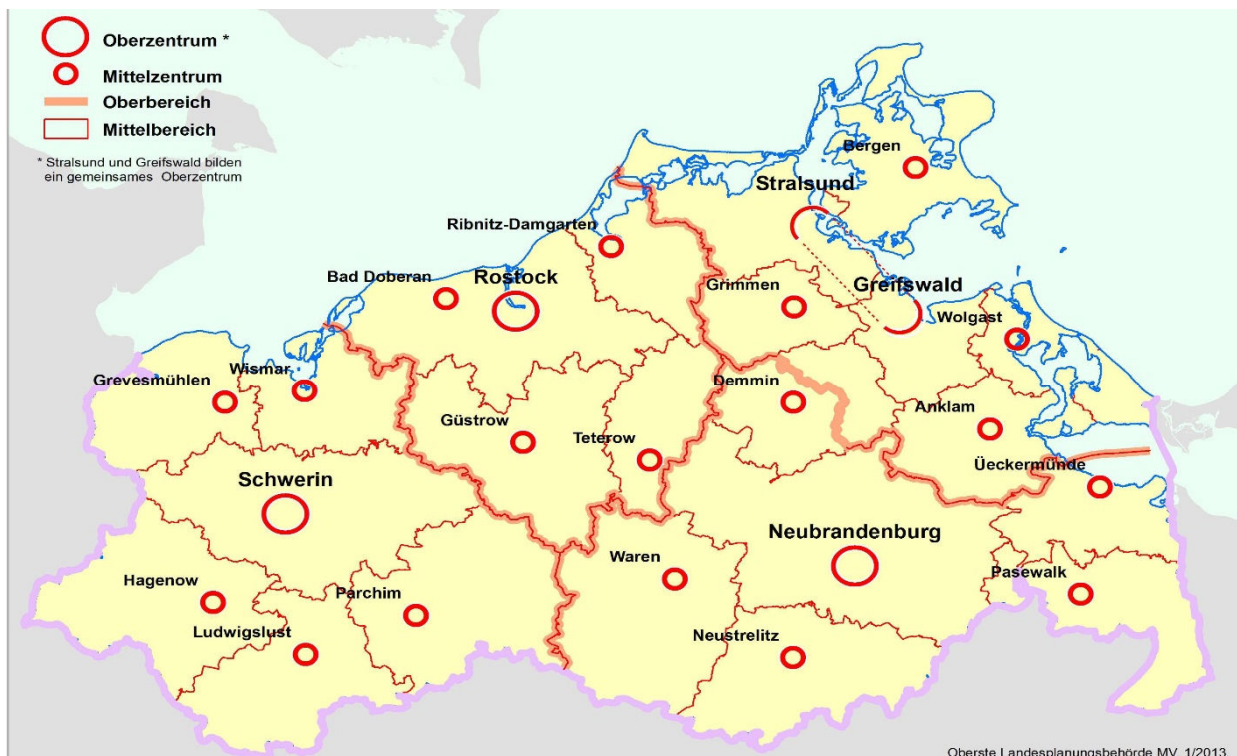 Oberzentrum *
Mittelzentrum
Oberbereich
Mittelbereich
* Stralsund und Greifswald bilden
ein gemeinsames Oberzentrum
Bergen
Stralsund
Ribnitz-Damgarten
Bad Doberan
Rostock
Grimmen
Greifswald
Wolgast
Grevesmühlen
Wismar
Demmin
Güstrow
Teterow
Anklam
Üeckermünde
Schwerin
Neubrandenburg
Waren
Pasewalk
Hagenow
Parchim
Ludwigslust
Neustrelitz
Oberste Landesplanungsbehörde MV, 1/2013